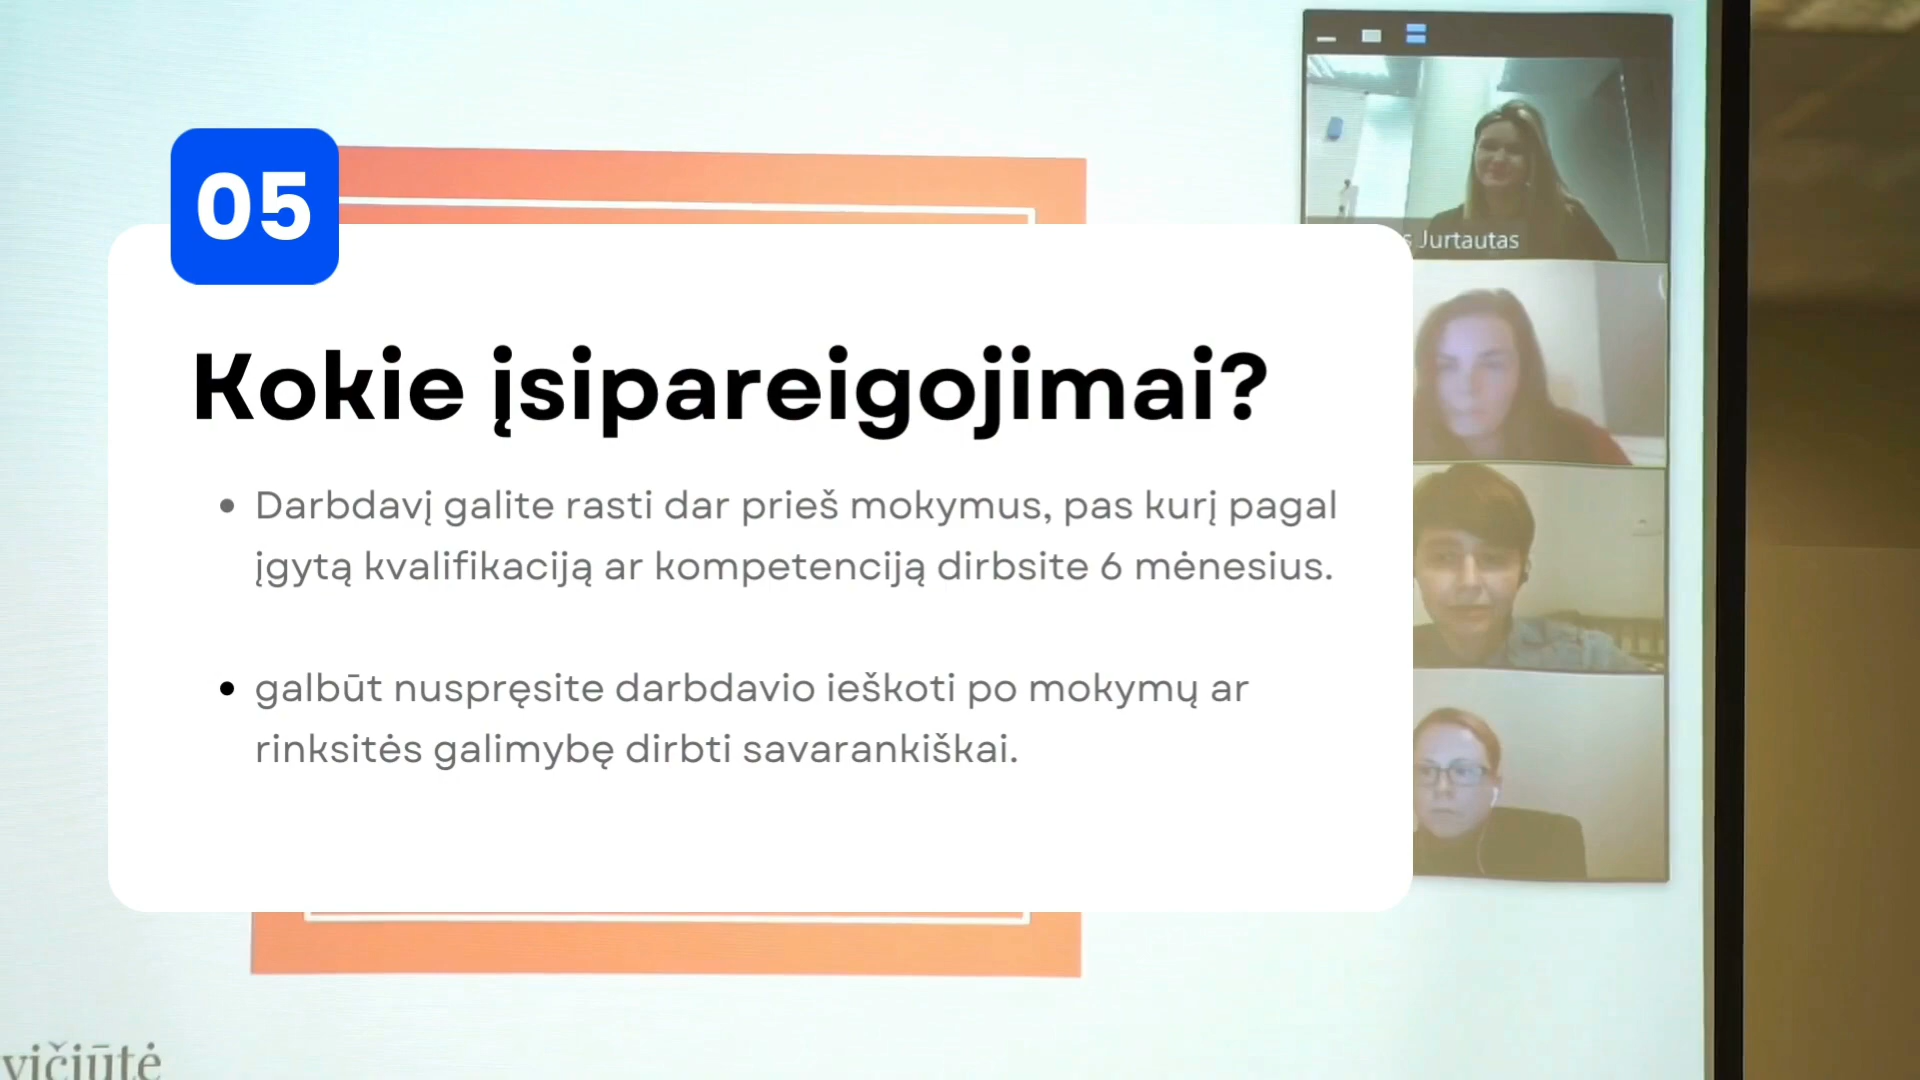 05
Jurtautas
Kokie įsipareigojimai?
• Darbdavį galite rasti dar prieš mokymus, pas kurį pagal
įgytą kvalifikaciją ar kompetenciją dirbsite 6 mėnesius.
• galbūt nuspręsite darbdavio ieškoti po mokymų ar
rinksitės galimybę dirbti savarankiškai.
vičiūtė